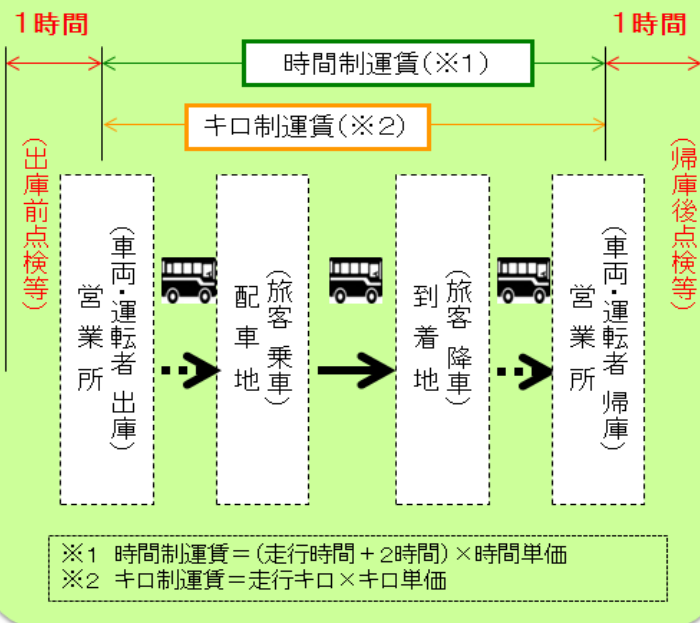 1時間
1時間
時間制運賃(※1)
キロ制運賃(※2)
(出庫前点検等)
(帰庫後点検等)
営業所
(車両・運転者 出庫)
配車地
(旅客 乗車)
到着地
(旅客 降車)
営業所
(車両・運転者 帰庫)
※1 時間制運賃=(走行時間+2時間)×時間単価
※2 キロ制運賃=走行キロ×キロ単価